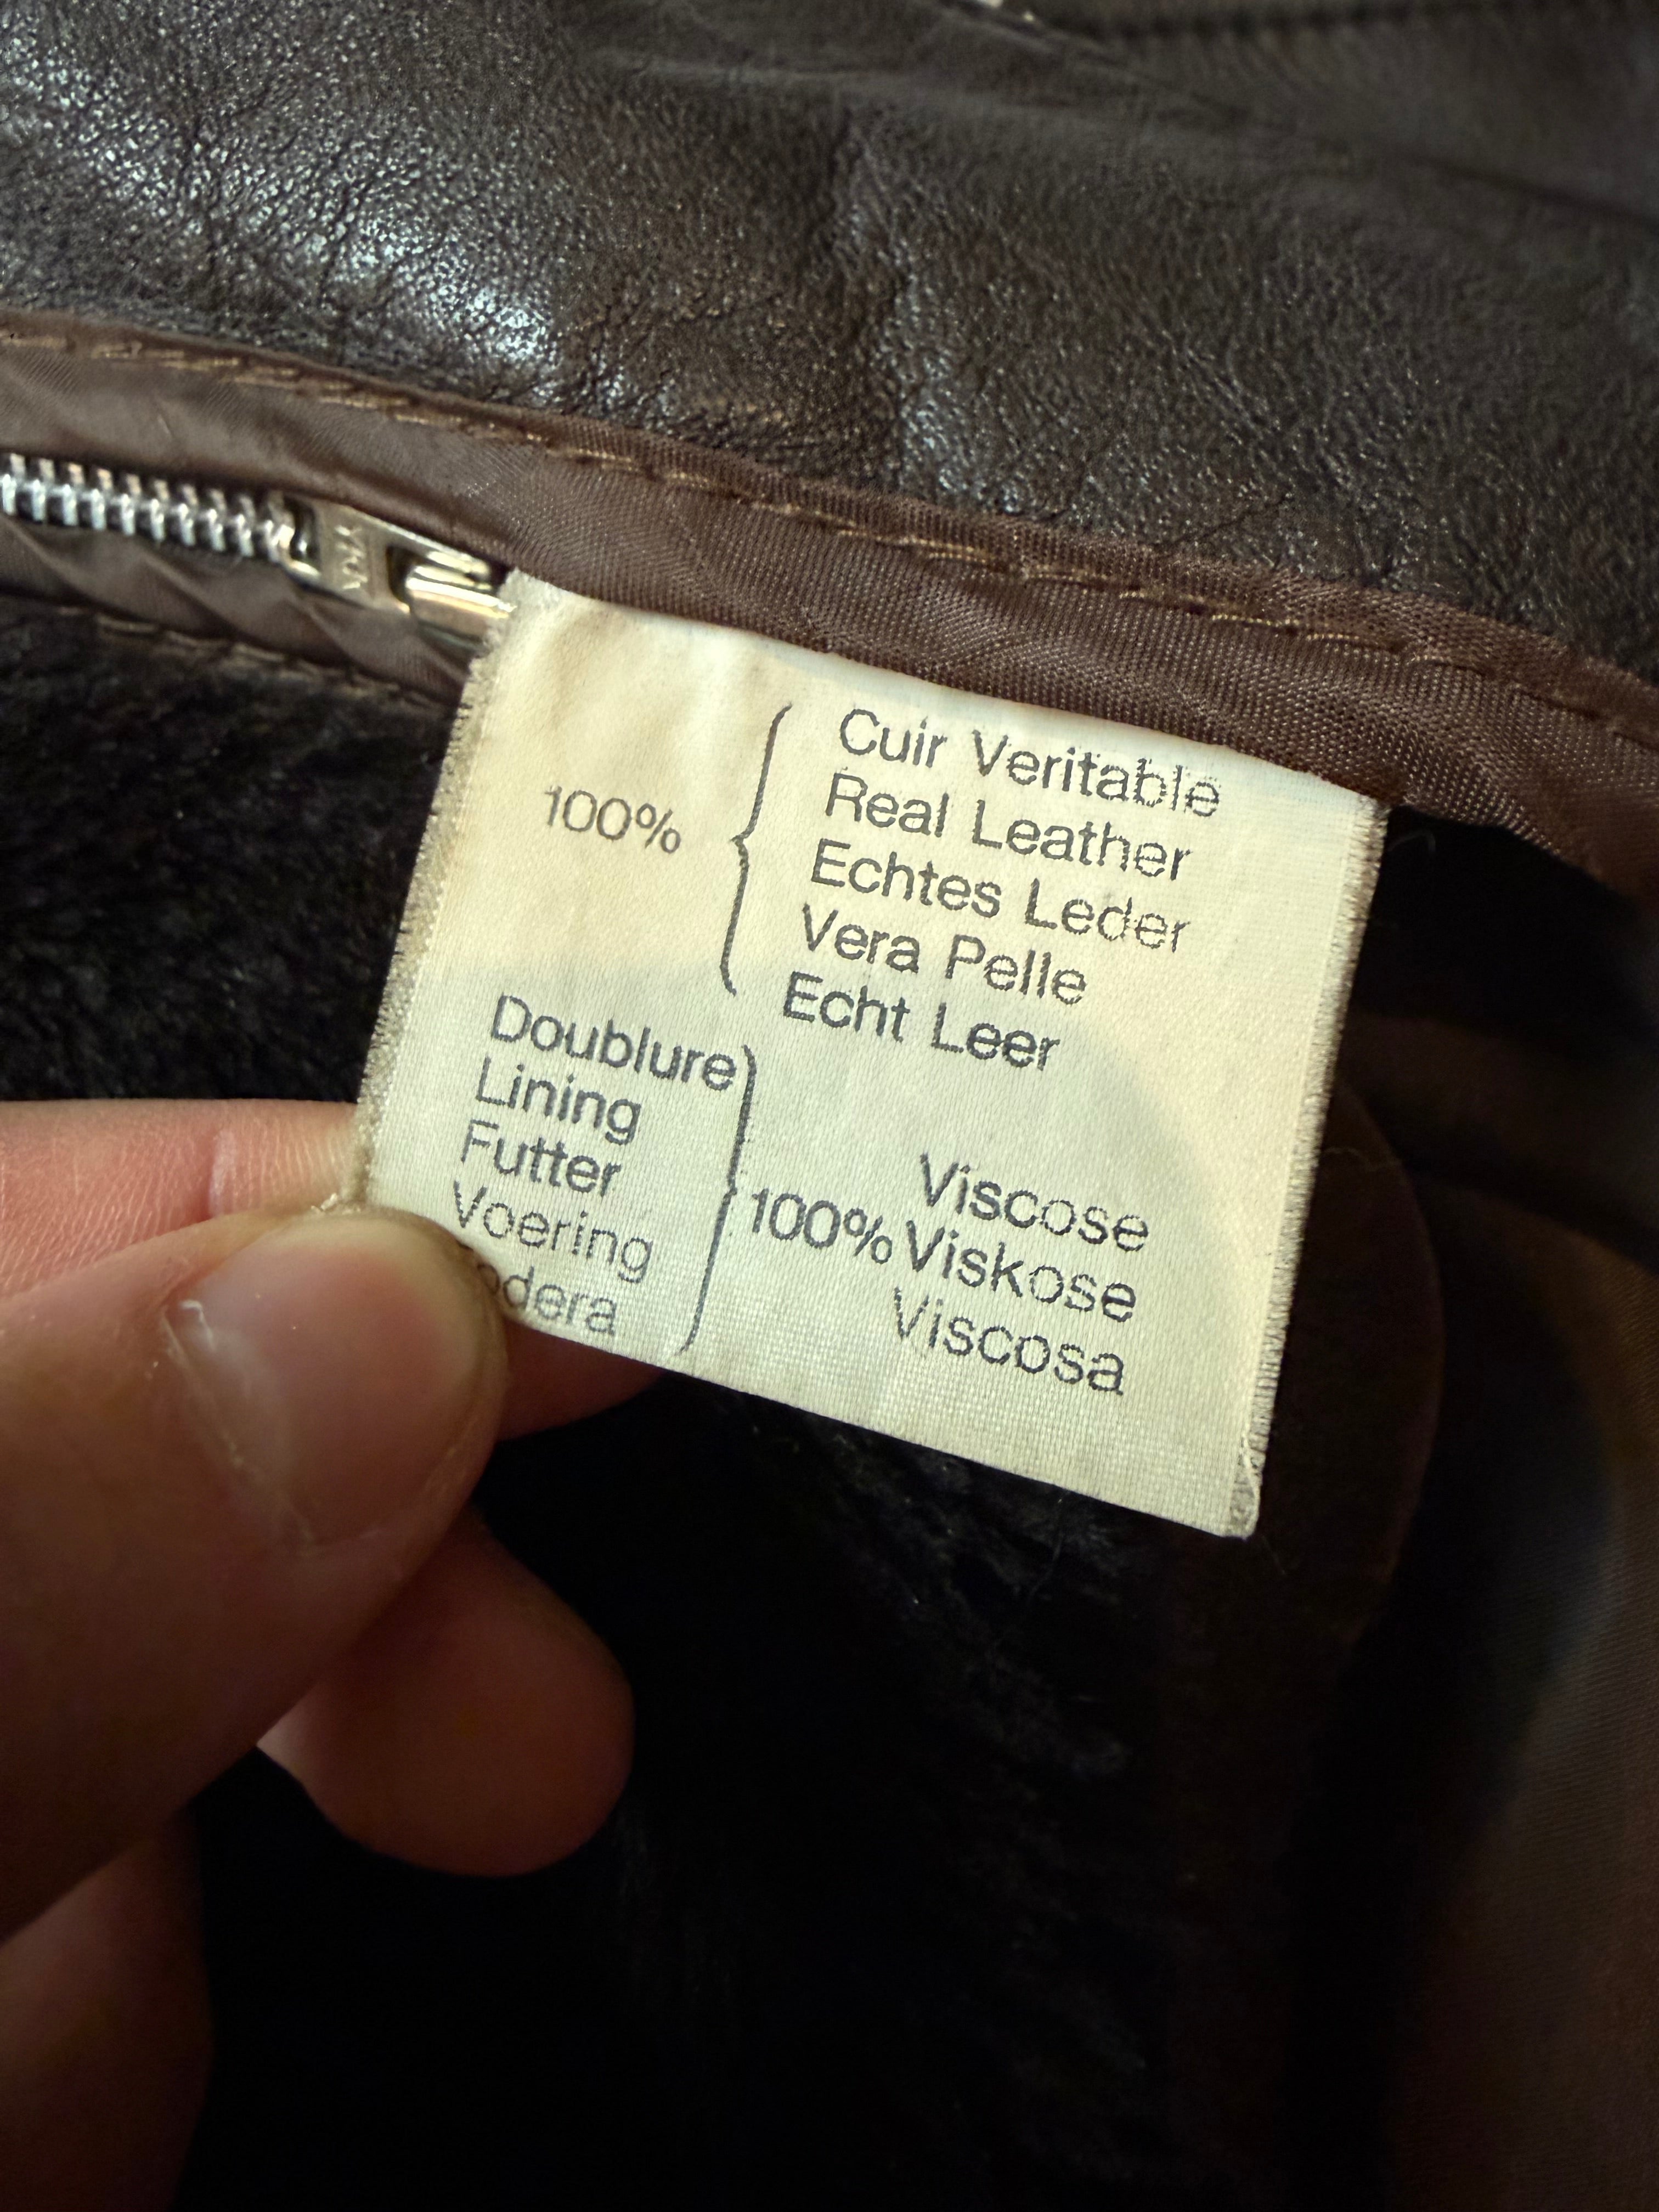 100%
Cuir Veritable
Real Leather
Echtes Leder
Vera Pelle
Echt Leer
Doublure
Lining
Futter
Voering
odera
100%
Viscose
Viskose
Viscosa